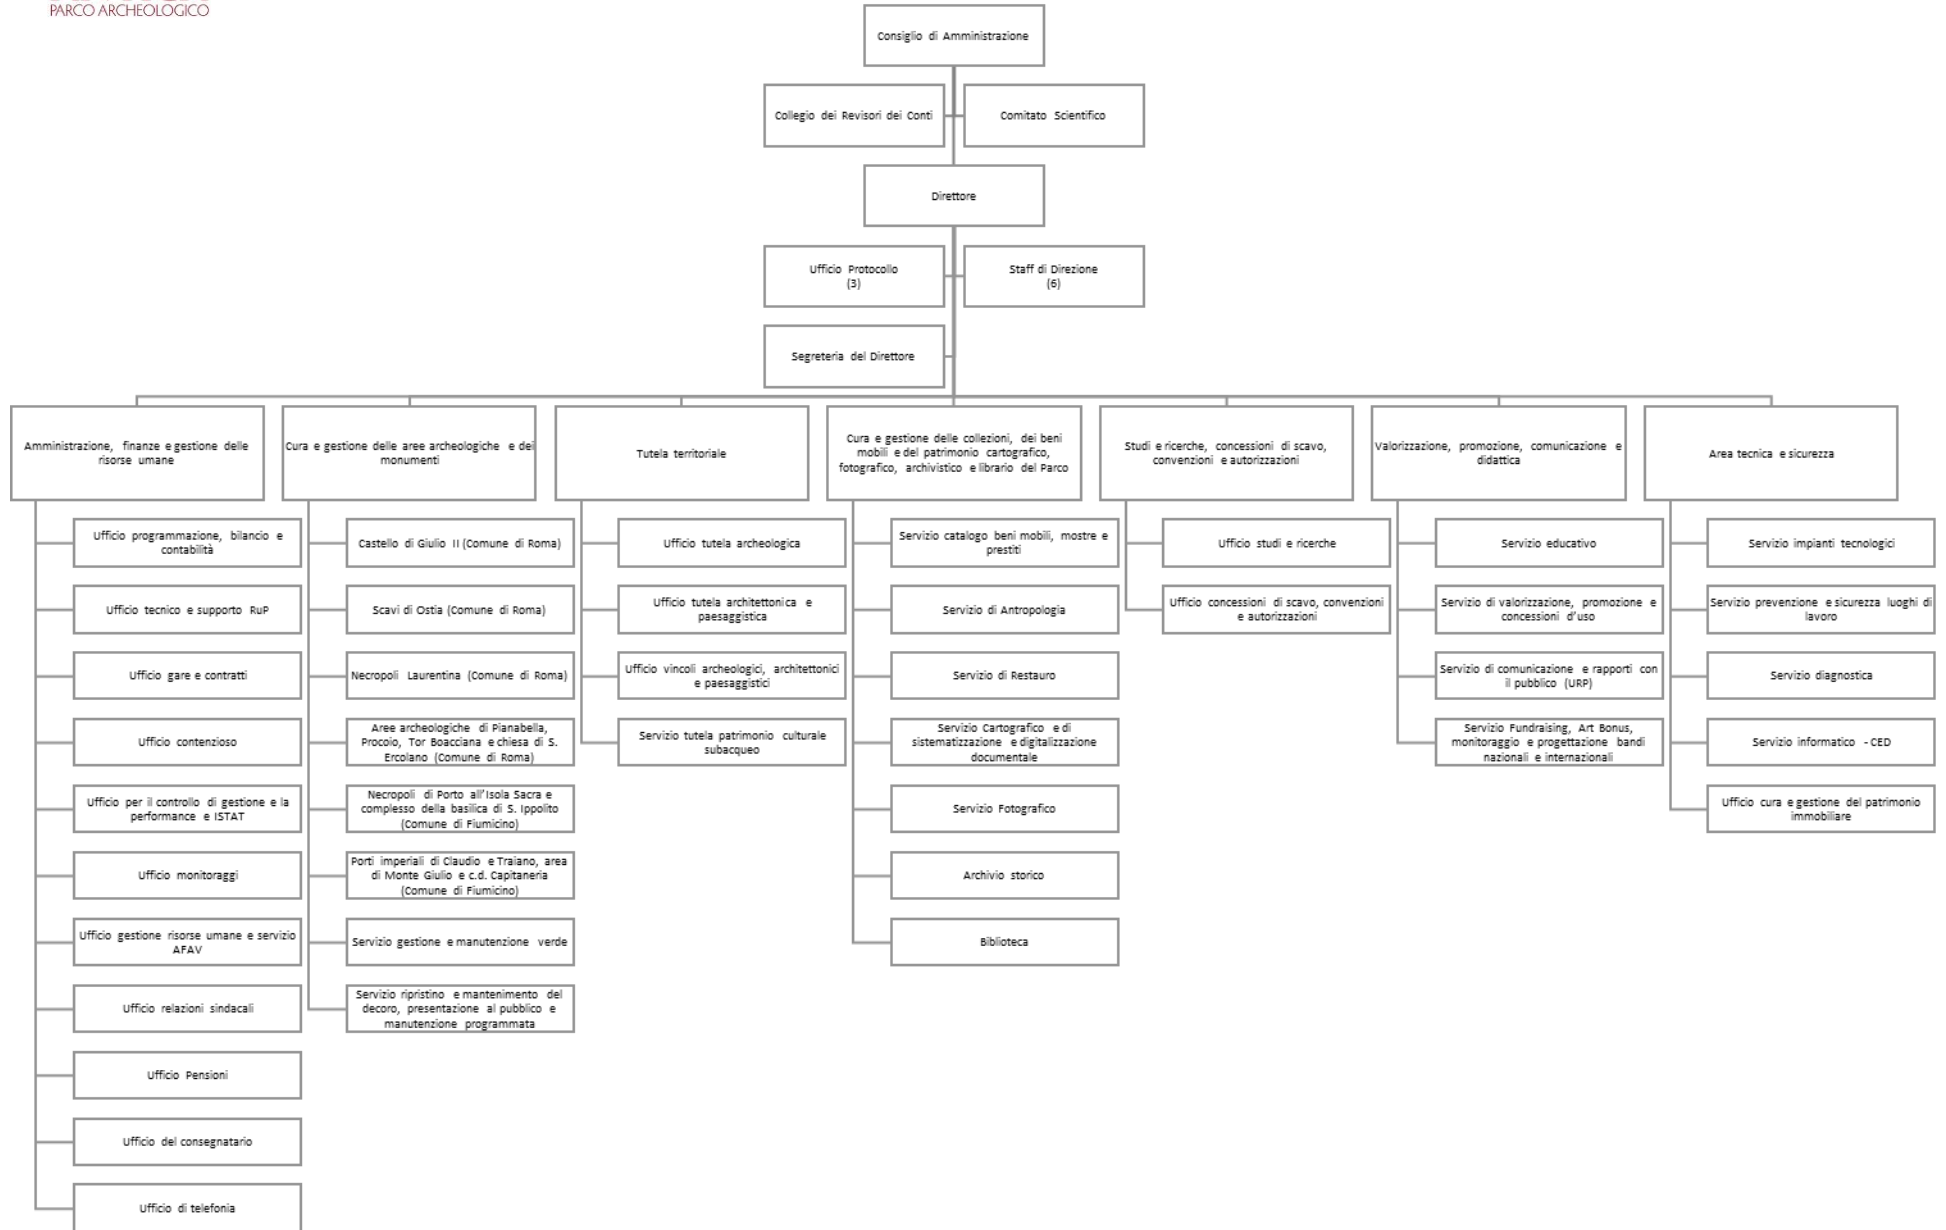 PARCO ARCHEOLOGICO
Consiglio di Amministrazione
Collegio dei Revisori dei Conti
Comitato Scientifico
Direttore
Ufficio Protocollo
(3)
Staff di Direzione
(6)
Segreteria del Direttore
Amministrazione, finanze e gestione delle
risorse umane
Ufficio programmazione, bilancio e
contabilità
Ufficio tecnico e supporto RuP
Ufficio gare e contratti
Ufficio contenzioso
Ufficio per il controllo di gestione e la
performance e ISTAT
Ufficio monitoraggi
Ufficio gestione risorse umane e servizio
AFAV
Ufficio relazioni sindacali
Ufficio Pensioni
Ufficio del consegnatario
Ufficio di telefonia
Cura e gestione delle aree archeologiche e dei
monumenti
Castello di Giulio II (Comune di Roma)
Scavi di Ostia (Comune di Roma)
Necropoli Laurentina (Comune di Roma)
Aree archeologiche di Pianabella,
Procoio, Tor Boacciana e chiesa di S.
Ercolano (Comune di Roma)
Necropoli di Porto all'Isola Sacra e
complesso della basilica di S. Ippolito
(Comune di Fiumicino)
Porti imperiali di Claudio e Traiano, area
di Monte Giulio e c.d. Capitaneria
(Comune di Fiumicino)
Servizio gestione e manutenzione verde
Servizio ripristino e mantenimento del
decoro, presentazione al pubblico e
manutenzione programmata
Tutela territoriale
Ufficio tutela archeologica
Ufficio tutela architettonica e
paesaggistica
Ufficio vincoli archeologici, architettonici
e paesaggistici
Servizio tutela patrimonio culturale
subacqueo
Cura e gestione delle collezioni, dei beni
mobili e del patrimonio cartografico,
fotografico, archivistico e librario del Parco
Servizio catalogo beni mobili, mostre e
prestiti
Servizio di Antropologia
Servizio di Restauro
Servizio Cartografico e di
sistematizzazione e digitalizzazione
documentale
Servizio Fotografico
Archivio storico
Biblioteca
Studi e ricerche, concessioni di scavo,
convenzioni e autorizzazioni
Ufficio studi e ricerche
Ufficio concessioni di scavo, convenzioni
e autorizzazioni
Valorizzazione, promozione, comunicazione e
didattica
Servizio educativo
Servizio di valorizzazione, promozione e
concessioni d'uso
Servizio di comunicazione e rapporti con
il pubblico (URP)
Servizio Fundraising, Art Bonus,
monitoraggio e progettazione bandi
nazionali e internazionali
Area tecnica e sicurezza
Servizio impianti tecnologici
Servizio prevenzione e sicurezza luoghi di
lavoro
Servizio diagnostica
Servizio informatico - CED
Ufficio cura e gestione del patrimonio
immobiliare